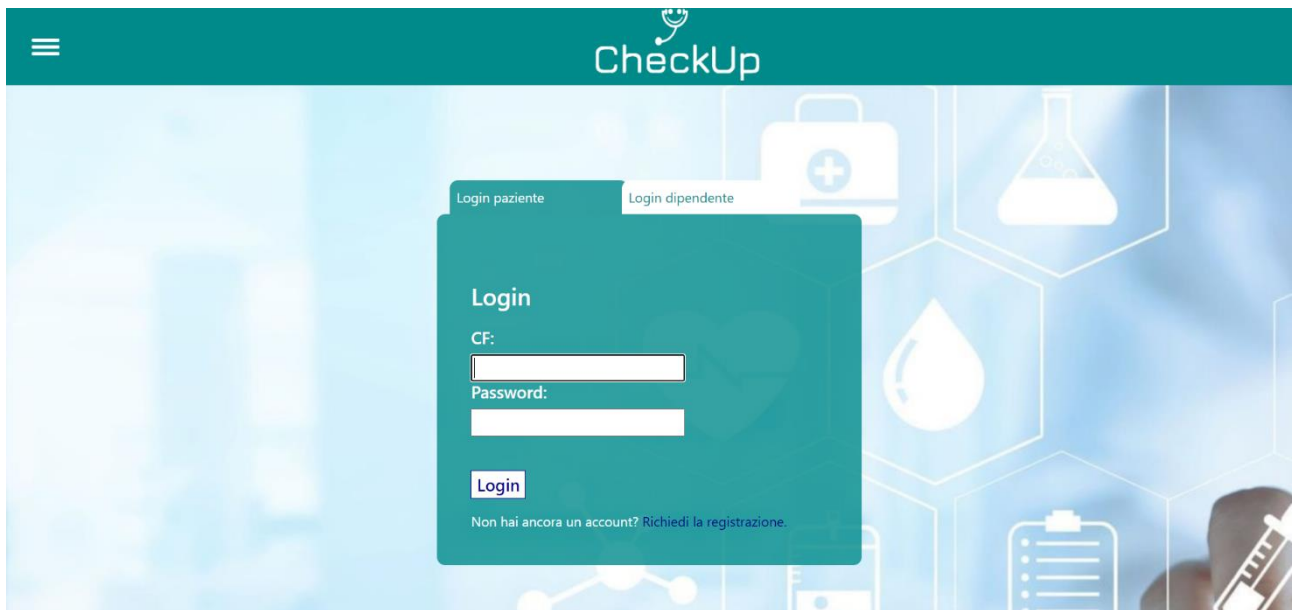 CheckUp
Login paziente
Login dipendente
Login
CF:
Password:
Login
Non hai ancora un account? Richiedi la registrazione.